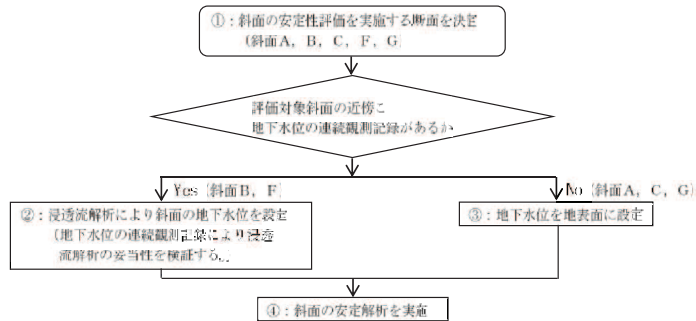 ①：斜面の安定性評価を実施する断面を決定
（斜面A，B，C，F，G）
評価対象斜面の近傍に
地下水位の連続観測記録があるか
Yes（斜面B，F）
No（斜面A，C，G）
②：浸透流解析により斜面の地下水位を設定
（地下水位の連続観測記録により浸透
流解析の妥当性を検証する。）
③：地下水位を地表面に設定
④：斜面の安定解析を実施